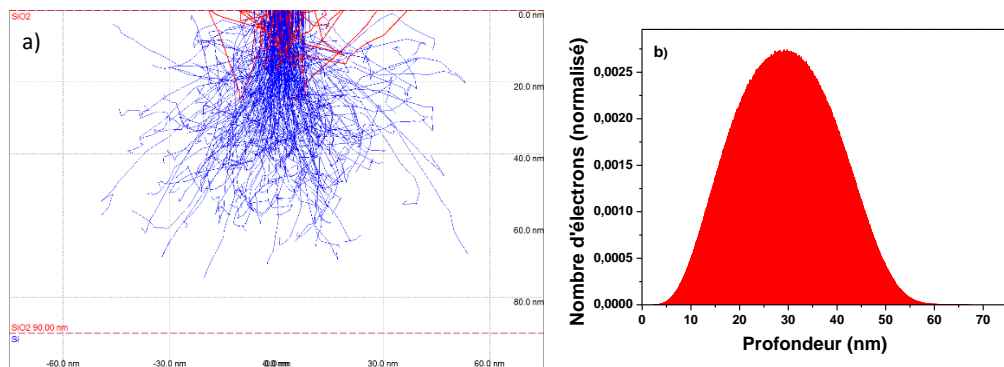 SiO2
a)
0.0 nm
20.0 nm
40.0 nm
60.0 nm
80.0 nm
SiO2 90.00 nm
Si
-60.0 nm
-30.0 nm
30.0 nm
60.0 nm
b)
Nombre d'électrons (normalisé)
0,0025
0,0020
0,0015
0,0010
0,0005
0,0000
0 10 20 30 40 50 60 70
Profondeur (nm)